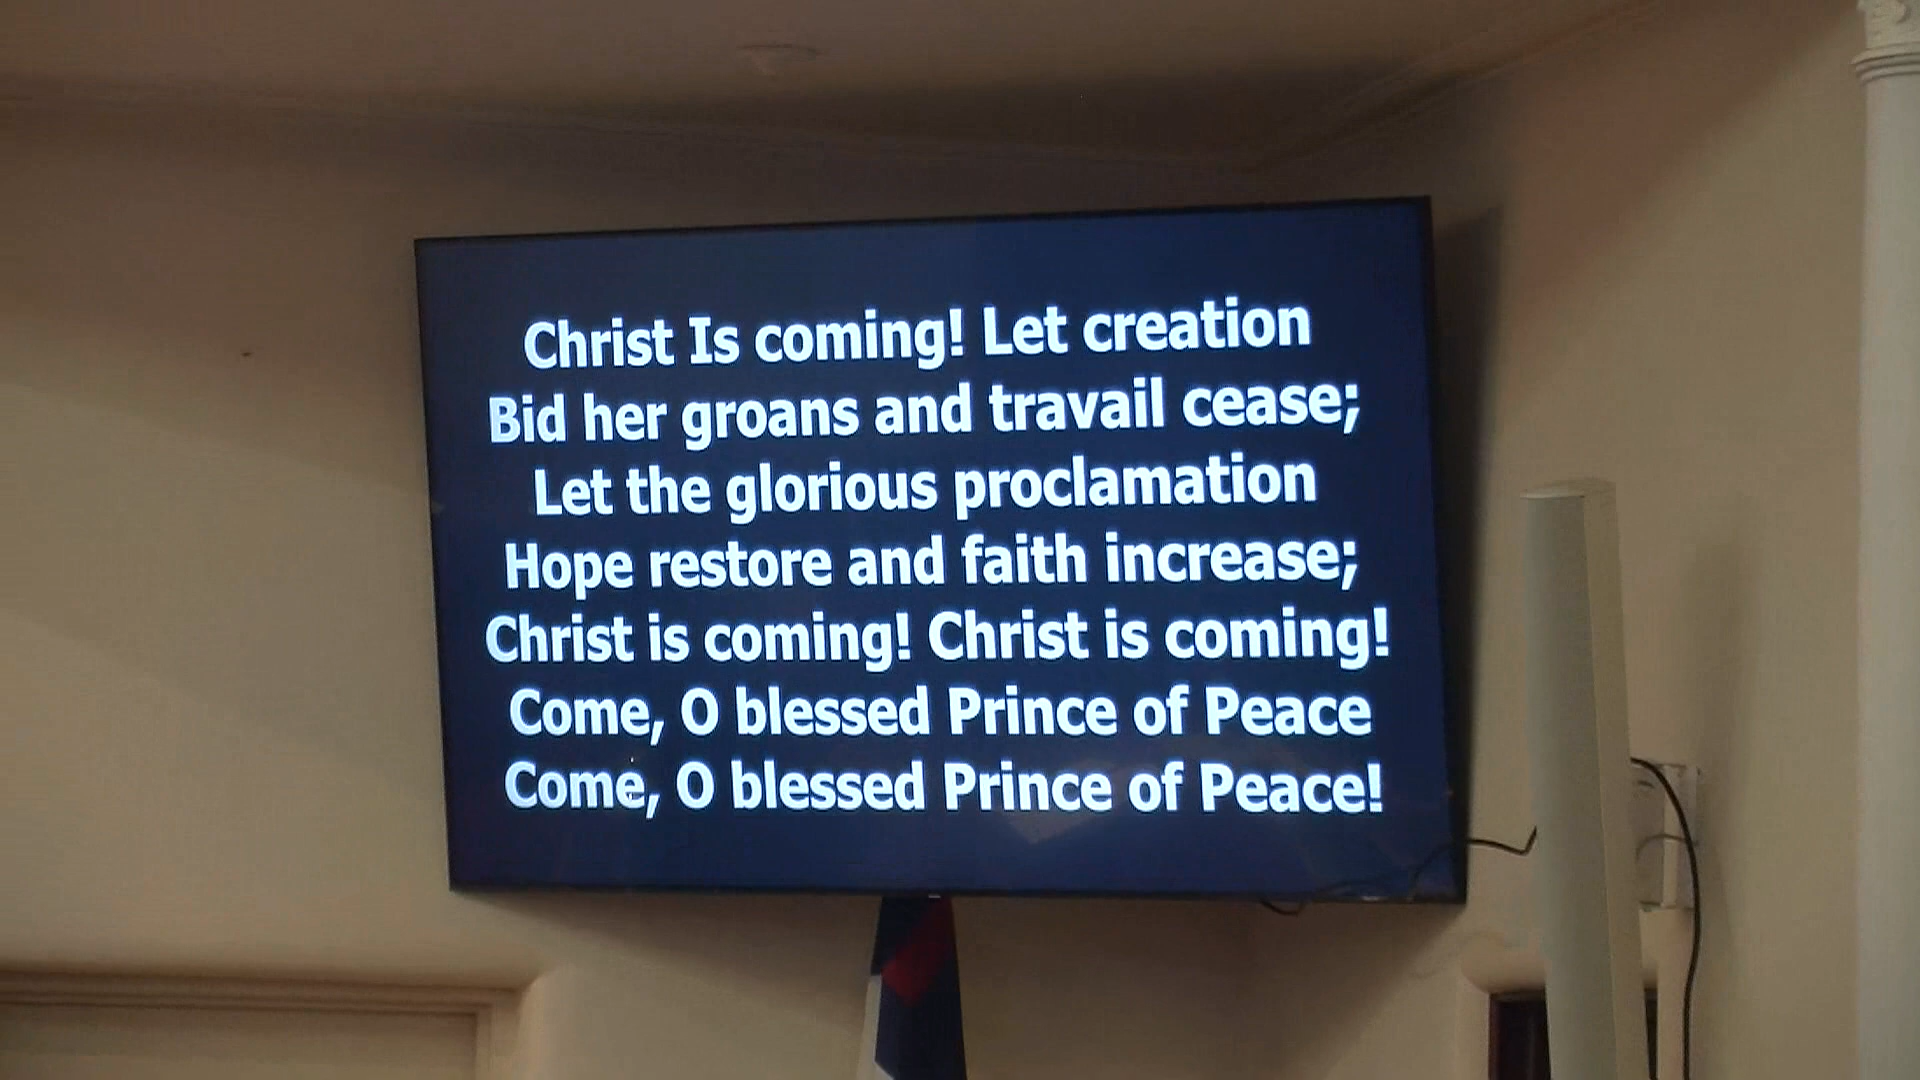 Christ Is coming! Let creation
Bid her groans and travail cease;
Let the glorious proclamation
Hope restore and faith increase;
Christ is coming! Christ is coming!
Come, O blessed Prince of Peace
Come, O blessed Prince of Peace!